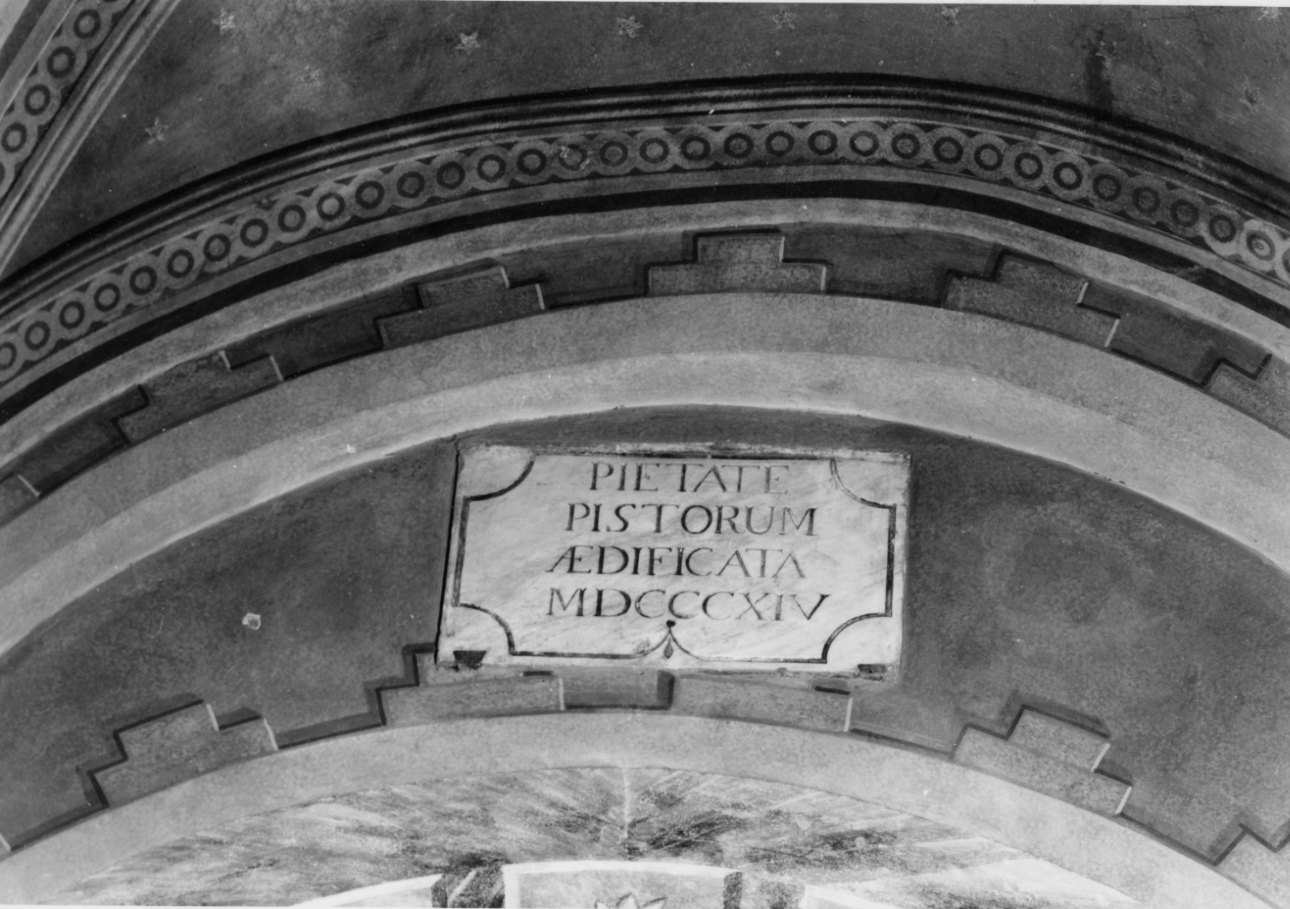 PIETATE
PISTORUM
ÆDIFICATA
MDCCCXIV